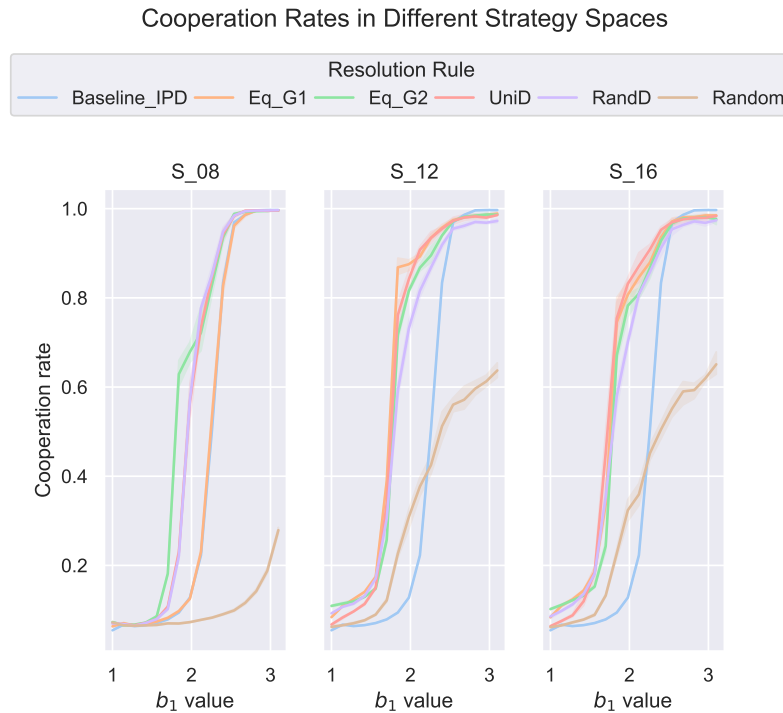 Cooperation Rates in Different Strategy Spaces
Resolution Rule
Baseline_IPD Eq_G1 Eq_G2 UniD RandD Random
S_08 S_12 S_16
1.0
0.8
0.6
0.4
0.2
Cooperation rate
1 2 3 1 2 3 1 2 3
b₁ value b₁ value b₁ value